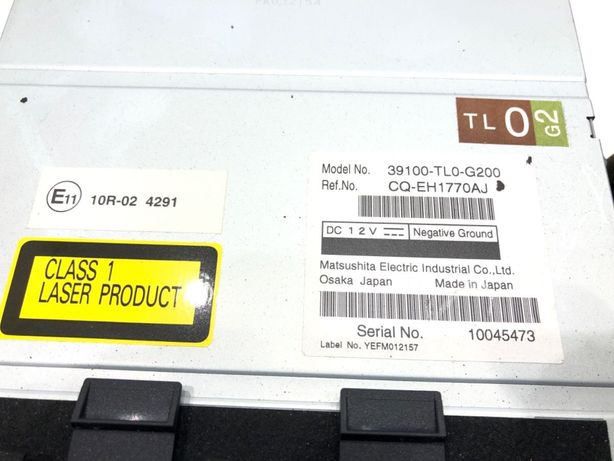 TL0 G2
Model No. 39100-TL0-G200
Ref.No. CQ-EH1770AJ
E11 10R-02 4291
DC 12V Negative Ground
CLASS 1
LASER PRODUCT
Matsushita Electric Industrial Co.,Ltd.
Osaka Japan Made in Japan
Serial No. 10045473
Label No. YEFM012157